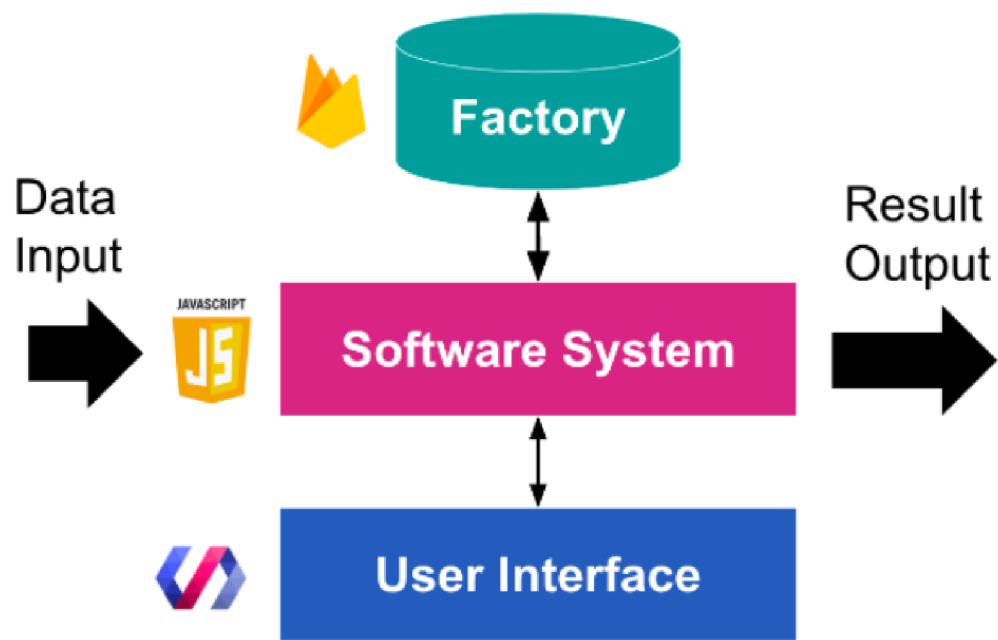 Factory
Data
Input
Result
Output
JAVASCRIPT
JS
Software System
User Interface